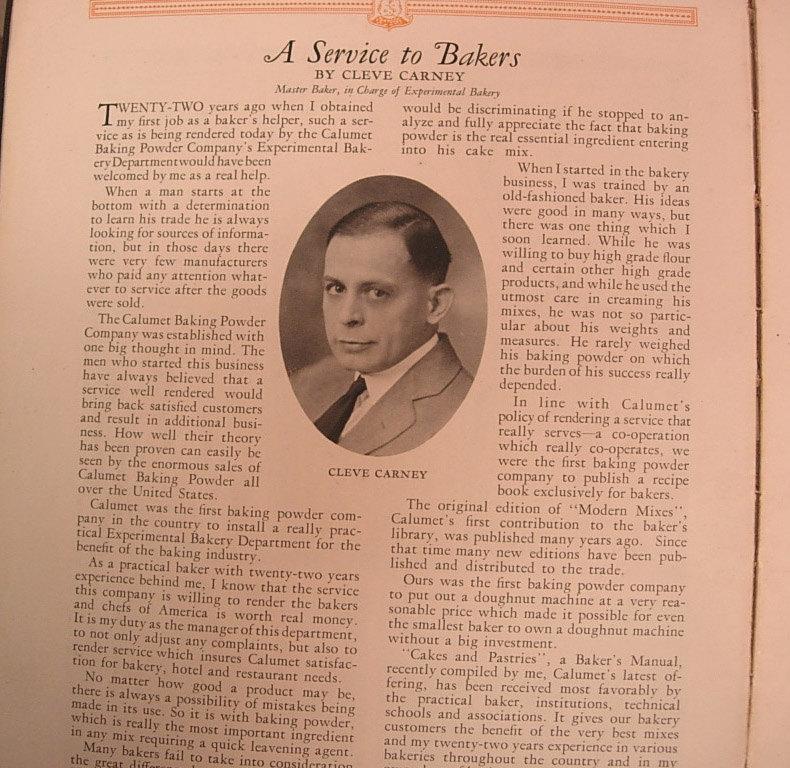 A Service to Bakers
BY CLEVE CARNEY
Master Baker, in Charge of Experimental Bakery
TWENTY-TWO years ago when I obtained
my first job as a baker's helper, such a ser-
vice as is being rendered today by the Calumet
Baking Powder Company's Experimental Bak-
ery Department would have been
welcomed by me as a real help.
When a man starts at the
bottom with a determination
to learn his trade he is always
looking for sources of informa-
tion, but in those days there
were very few manufacturers
who paid any attention what-
ever to service after the goods
were sold.
The Calumet Baking Powder
Company was established with
one big thought in mind. The
men who started this business
have always believed that a
service well rendered would
bring back satisfied customers
and result in additional busi-
ness. How well their theory
has been proven can easily be
seen by the enormous sales of
Calumet Baking Powder all
over the United States.
Calumet was the first baking powder com-
pany in the country to install a really prac-
tical Experimental Bakery Department for the
benefit of the baking industry.
As a practical baker with twenty-two years
experience behind me, I know that the service
this company is willing to render the bakers
and chefs of America is worth real money.
It is my duty as the manager of this department,
to not only adjust any complaints, but also to
render service which insures Calumet satisfac-
tion for bakery, hotel and restaurant needs.
No matter how good a product may be,
there is always a possibility of mistakes being
made in its use. So it is with baking powder,
which is really the most important ingredient
in any mix requiring a quick leavening agent.
Many bakers fail to take into consideration
the great
CLEVE CARNEY
would be discriminating if he stopped to an-
alyze and fully appreciate the fact that baking
powder is the real essential ingredient entering
into his cake mix.
When I started in the bakery
business, I was trained by an
old-fashioned baker. His ideas
were good in many ways, but
there was one thing which I
soon learned. While he was
willing to buy high grade flour
and certain other high grade
products, and while he used the
utmost care in creaming his
mixes, he was not so partic-
ular about his weights and
measures. He rarely weighed
his baking powder on which
the burden of his success really
depended.
In line with Calumet's
policy of rendering a service that
really serves—a co-operation
which really co-operates, we
were the first baking powder
company to publish a recipe
book exclusively for bakers.
The original edition of "Modern Mixes",
Calumet's first contribution to the baker's
library, was published many years ago. Since
that time many new editions have been pub-
lished and distributed to the trade.
Ours was the first baking powder company
to put out a doughnut machine at a very rea-
sonable price which made it possible for even
the smallest baker to own a doughnut machine
without a big investment.
"Cakes and Pastries", a Baker's Manual,
recently compiled by me, Calumet's latest of-
fering, has been received most favorably by
the practical baker, institutions, technical
schools and associations. It gives our bakery
customers the benefit of the very best mixes
and my twenty-two years experience in various
bakeries throughout the country and in my